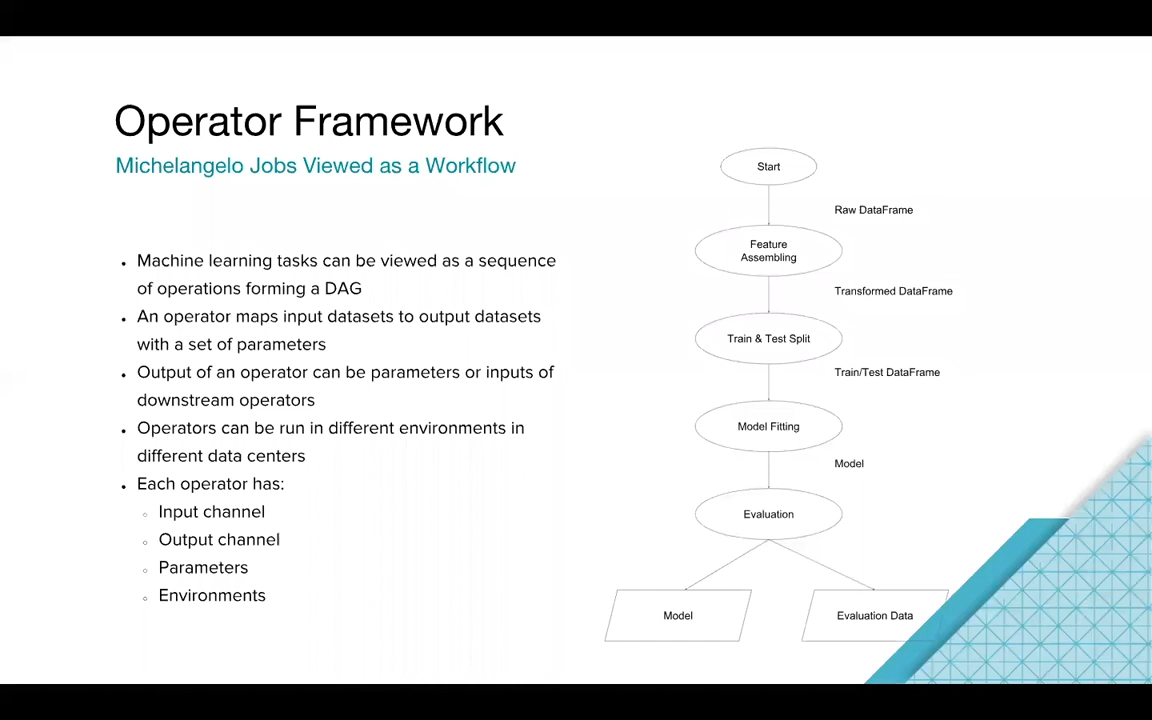 Operator Framework
Michelangelo Jobs Viewed as a Workflow
Machine learning tasks can be viewed as a sequence
of operations forming a DAG
An operator maps input datasets to output datasets
with a set of parameters
Output of an operator can be parameters or inputs of
downstream operators
Operators can be run in different environments in
different data centers
Each operator has:
Input channel
Output channel
Parameters
Environments
Start
Raw DataFrame
Feature
Assembling
Transformed DataFrame
Train & Test Split
Train/Test DataFrame
Model Fitting
Model
Evaluation
Model
Evaluation Data